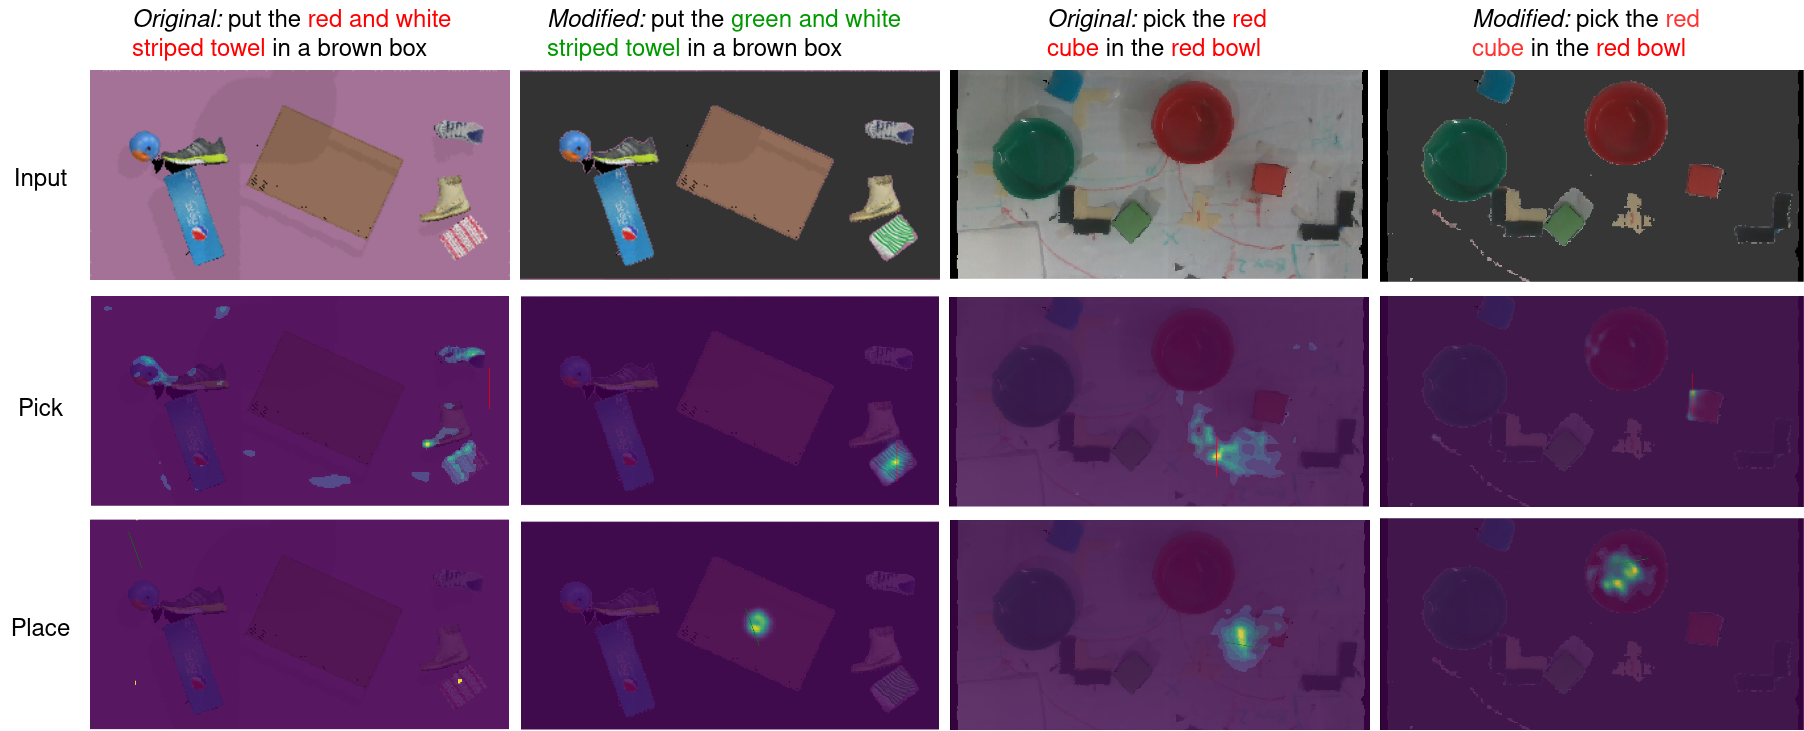 Original: put the red and white
striped towel in a brown box
Modified: put the green and white
striped towel in a brown box
Original: pick the red
cube in the red bowl
Modified: pick the red
cube in the red bowl
Input
Pick
Place